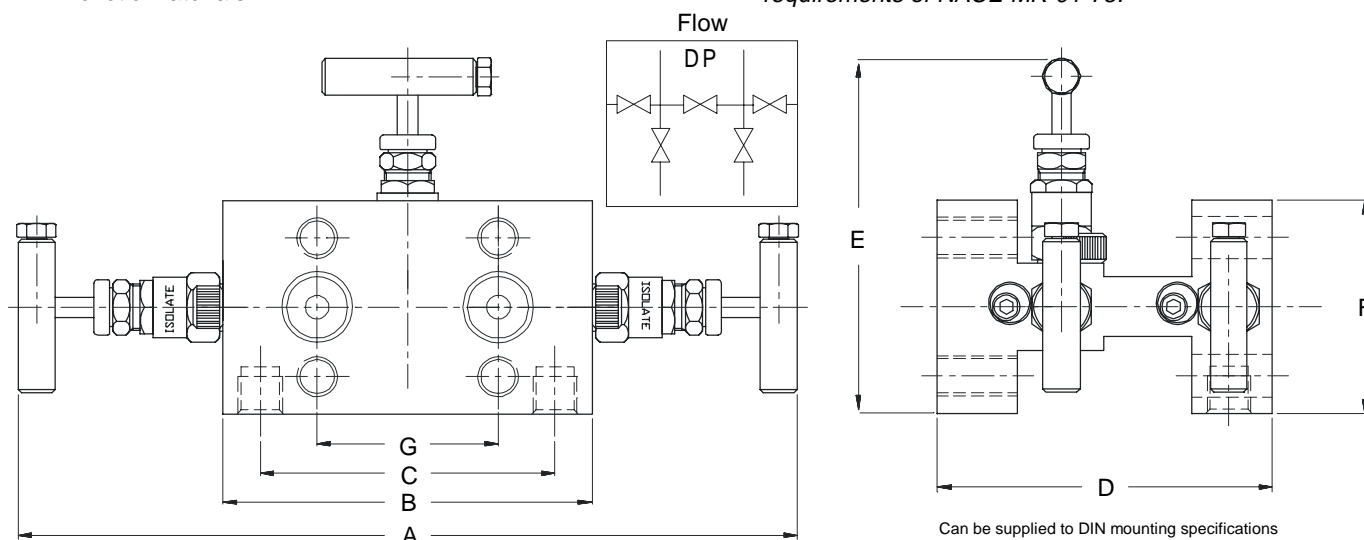 requirements of NACE MR-01-75.
Flow
DP
ISOLATE
ISOLATE
E
G
C
B
A
D
Can be supplied to DIN mounting specifications